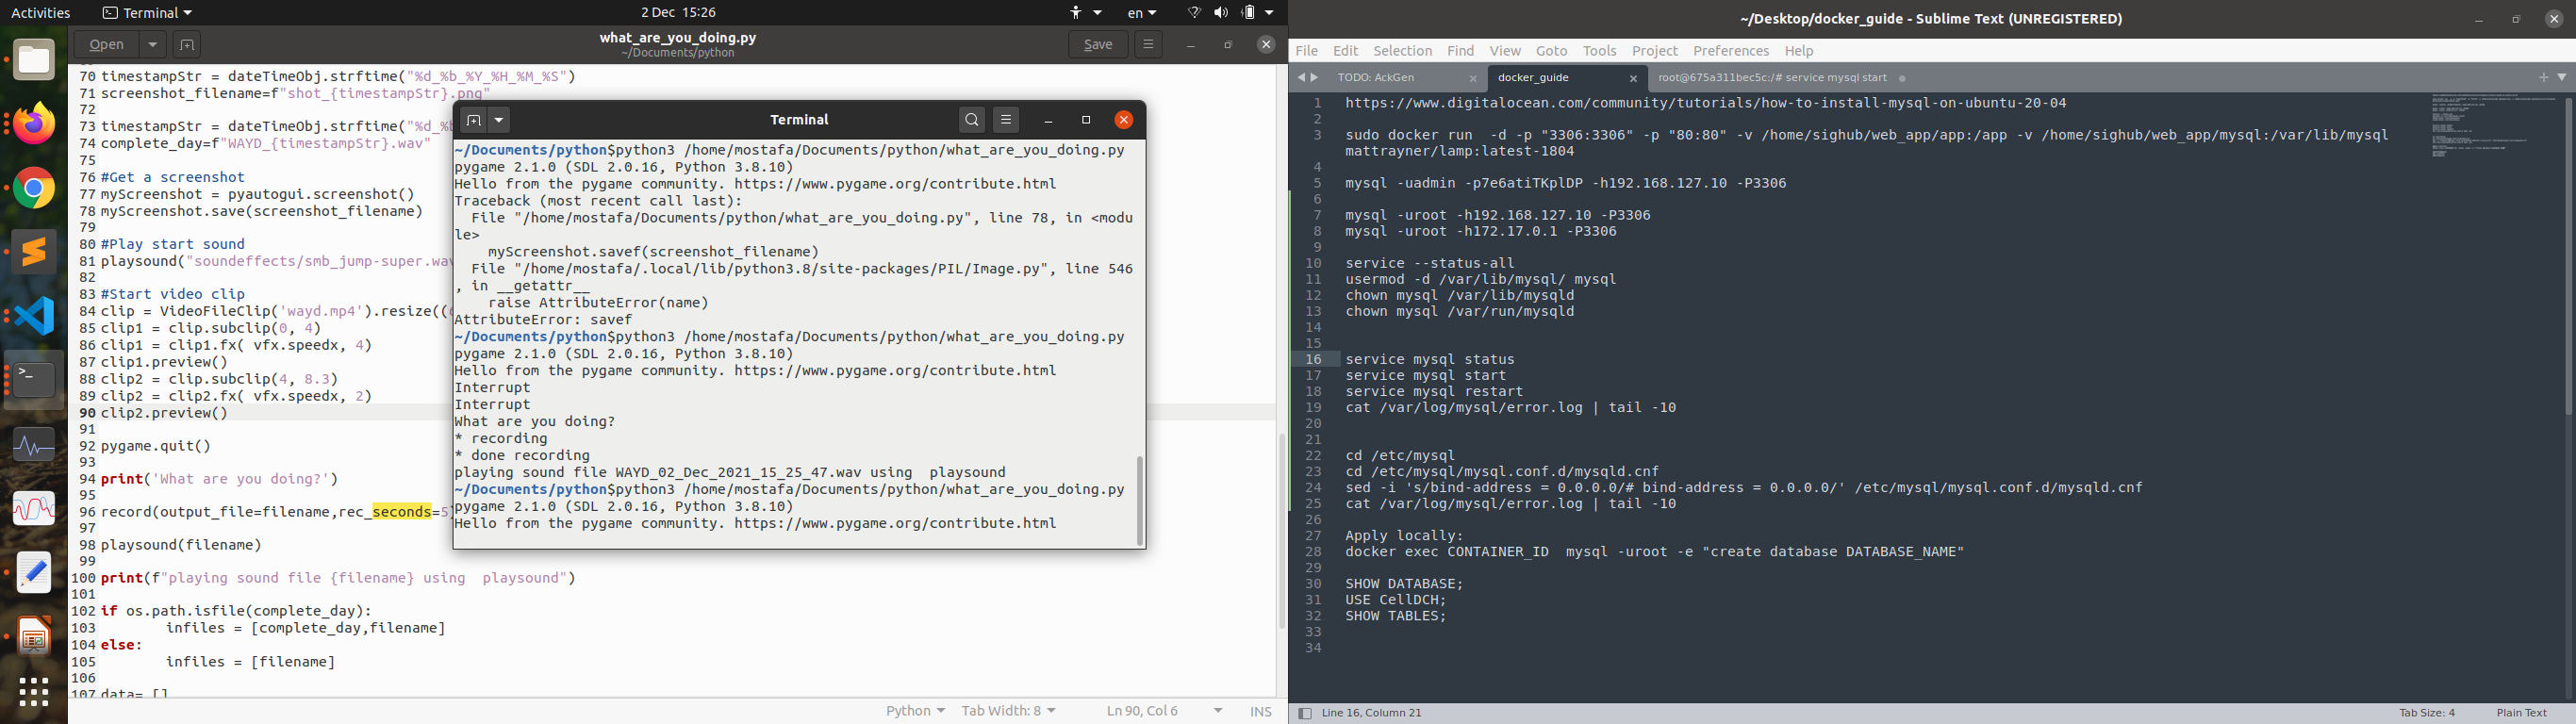 Activities
Terminal
2 Dec 15:26
en
Open
what_are_you_doing.py
~/Documents/python
Save
70 timestampStr = dateTimeObj.strftime("%d_%b_%Y_%H_%M_%S")
71 screenshot_filename=f"shot_{timestampStr}.png"
72
73 timestampStr = dateTimeObj.strftime("%d_%b
74 complete_day=f"WAYD_{timestampStr}.wav"
75
76 #Get a screenshot
77 myScreenshot = pyautogui.screenshot()
78 myScreenshot.save(screenshot_filename)
79
80 #Play start sound
81 playsound("soundeffects/smb_jump-super.wav
82
83 #Start video clip
84 clip = VideoFileClip('wayd.mp4').resize((
85 clip1 = clip.subclip(0, 4)
86 clip1 = clip1.fx( vfx.speedx, 4)
87 clip1.preview()
88 clip2 = clip.subclip(4, 8.3)
89 clip2 = clip2.fx( vfx.speedx, 2)
90 clip2.preview()
91
92 pygame.quit()
93
94 print('What are you doing?')
95
96 record(output_file=filename,rec_seconds=5)
97
98 playsound(filename)
99
100 print(f"playing sound file {filename} using  playsound")
101
102 if os.path.isfile(complete_day):
103 infiles = [complete_day,filename]
104 else:
105 infiles = [filename]
106
107 data= []
Python
Tab Width: 8
Ln 90, Col 6
INS
Terminal
~/Documents/python$python3 /home/mostafa/Documents/python/what_are_you_doing.py
pygame 2.1.0 (SDL 2.0.16, Python 3.8.10)
Hello from the pygame community. https://www.pygame.org/contribute.html
Traceback (most recent call last):
File "/home/mostafa/Documents/python/what_are_you_doing.py", line 78, in <modu
le>
myScreenshot.savef(screenshot_filename)
File "/home/mostafa/.local/lib/python3.8/site-packages/PIL/Image.py", line 546
, in __getattr__
raise AttributeError(name)
AttributeError: savef
~/Documents/python$python3 /home/mostafa/Documents/python/what_are_you_doing.py
pygame 2.1.0 (SDL 2.0.16, Python 3.8.10)
Hello from the pygame community. https://www.pygame.org/contribute.html
Interrupt
Interrupt
What are you doing?
* recording
* done recording
playing sound file WAYD_02_Dec_2021_15_25_47.wav using  playsound
~/Documents/python$python3 /home/mostafa/Documents/python/what_are_you_doing.py
pygame 2.1.0 (SDL 2.0.16, Python 3.8.10)
Hello from the pygame community. https://www.pygame.org/contribute.html
~/Desktop/docker_guide - Sublime Text (UNREGISTERED)
File Edit Selection Find View Goto Tools Project Preferences Help
TODO: AckGen
docker_guide
root@675a311bec5c:/# service mysql start
1 https://www.digitalocean.com/community/tutorials/how-to-install-mysql-on-ubuntu-20-04
2
3 sudo docker run  -d -p "3306:3306" -p "80:80" -v /home/sighub/web_app/app:/app -v /home/sighub/web_app/mysql:/var/lib/mysql
mattrayner/lamp:latest-1804
4
5 mysql -uadmin -p7e6atiTKplDP -h192.168.127.10 -P3306
6
7 mysql -uroot -h192.168.127.10 -P3306
8 mysql -uroot -h172.17.0.1 -P3306
9
10 service --status-all
11 usermod -d /var/lib/mysql/ mysql
12 chown mysql /var/lib/mysqld
13 chown mysql /var/run/mysqld
14
15
16 service mysql status
17 service mysql start
18 service mysql restart
19 cat /var/log/mysql/error.log | tail -10
20
21
22 cd /etc/mysql
23 cd /etc/mysql/mysql.conf.d/mysqld.cnf
24 sed -i 's/bind-address = 0.0.0.0/# bind-address = 0.0.0.0/' /etc/mysql/mysql.conf.d/mysqld.cnf
25 cat /var/log/mysql/error.log | tail -10
26
27 Apply locally:
28 docker exec CONTAINER_ID  mysql -uroot -e "create database DATABASE_NAME"
29
30 SHOW DATABASE;
31 USE CellDCH;
32 SHOW TABLES;
33
34
Line 16, Column 21
Tab Size: 4
Plain Text